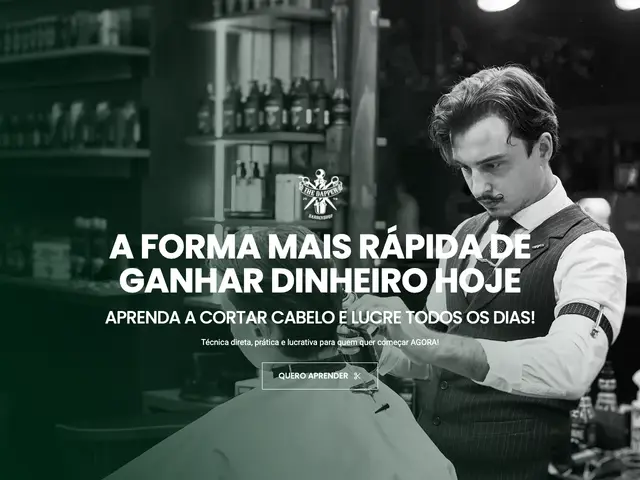 THE DAPPER
BARBERSHOP
A FORMA MAIS RÁPIDA DE
GANHAR DINHEIRO HOJE
APRENDA A CORTAR CABELO E LUCRE TODOS OS DIAS!
Técnica direta, prática e lucrativa para quem quer começar AGORA!
QUERO APRENDER